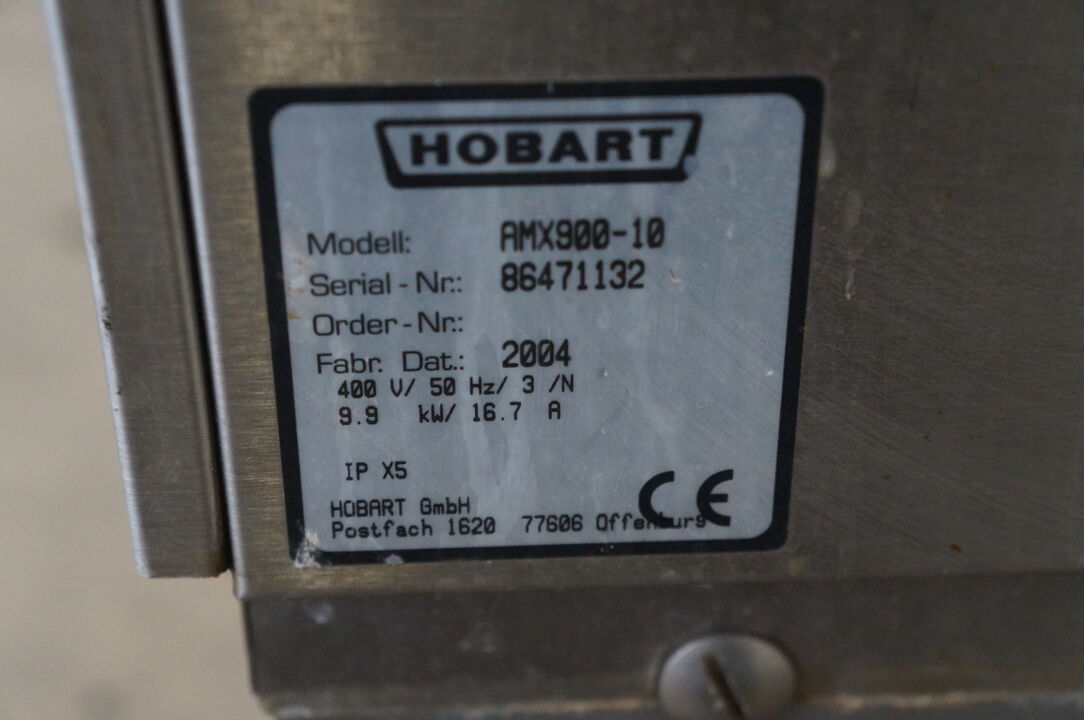 HOBART
Modell: AMX900-10
Serial - Nr.: 86471132
Order - Nr.:
Fabr. Dat.: 2004
400 V/ 50 Hz/ 3 /N
9.9 kW/ 16.7 A
IP X5
HOBART GmbH
Postfach 1620 77606 Offenburg
CE